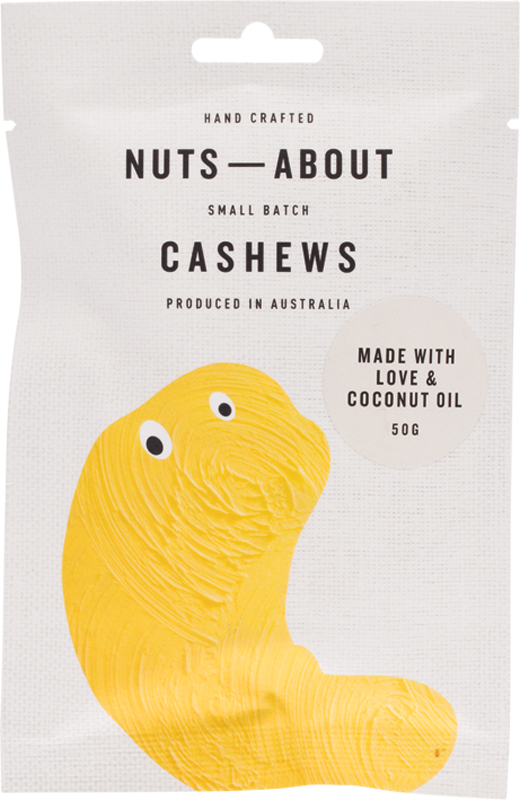 HAND CRAFTED
NUTS—ABOUT
SMALL BATCH
CASHEWS
PRODUCED IN AUSTRALIA
MADE WITH
LOVE &
COCONUT OIL
50G